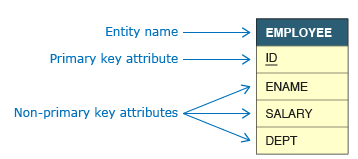 Entity name
EMPLOYEE
Primary key attribute
ID
Non-primary key attributes
ENAME
SALARY
DEPT